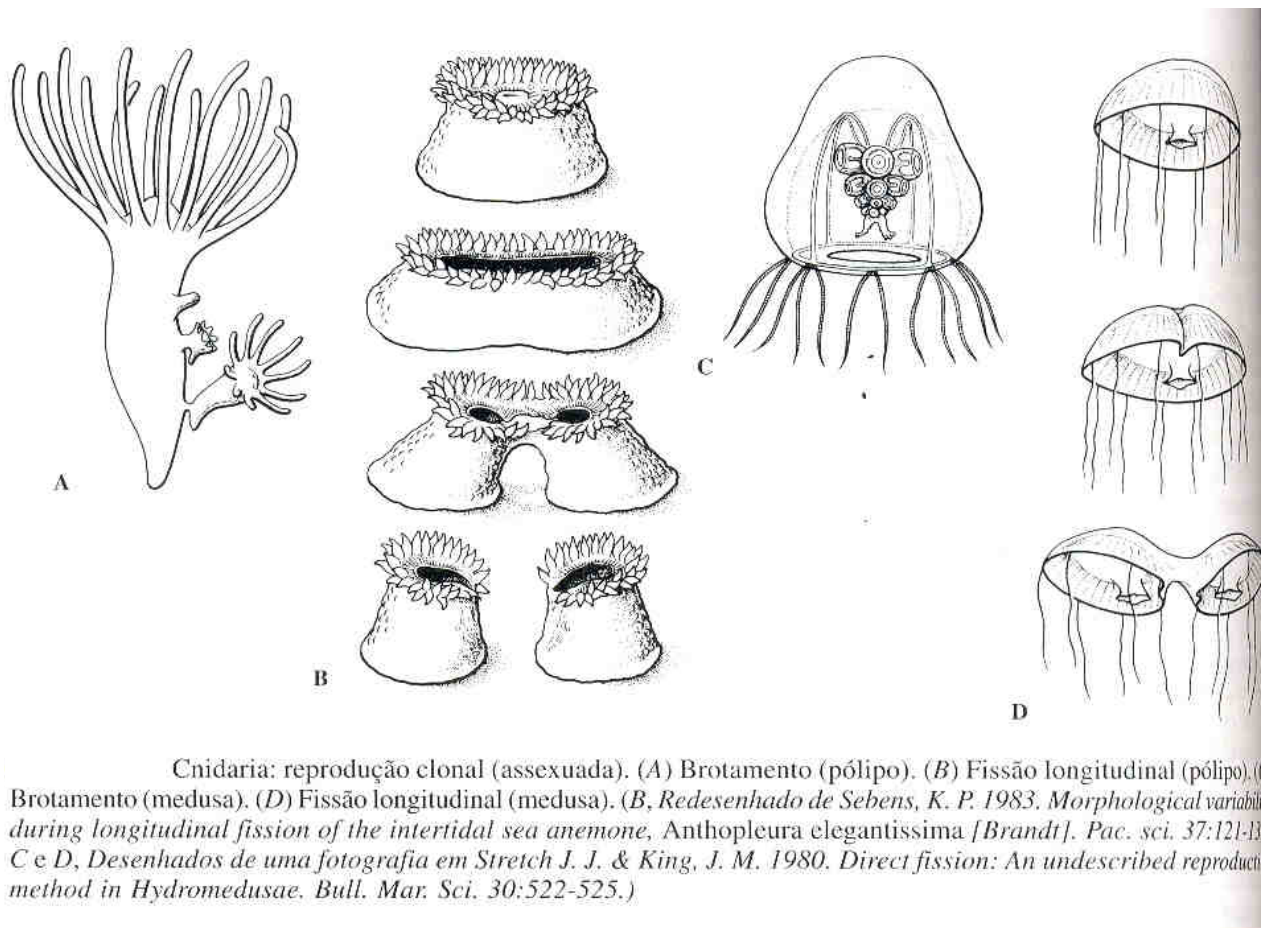 A
B
C
D
Cnidaria: reprodução clonal (assexuada). (A) Brotamento (pólipo). (B) Fissão longitudinal (pólipo).
Brotamento (medusa). (D) Fissão longitudinal (medusa). (B, Redesenhado de Sebens, K. P. 1983. Morphological
during longitudinal fission of the intertidal sea anemone, Anthopleura elegantissima [Brandt]. Pac. sci. 37:121-
C e D, Desenhados de uma fotografia em Stretch J. J. & King, J. M. 1980. Direct fission: An undescribed
method in Hydromedusae. Bull. Mar. Sci. 30:522-525.)